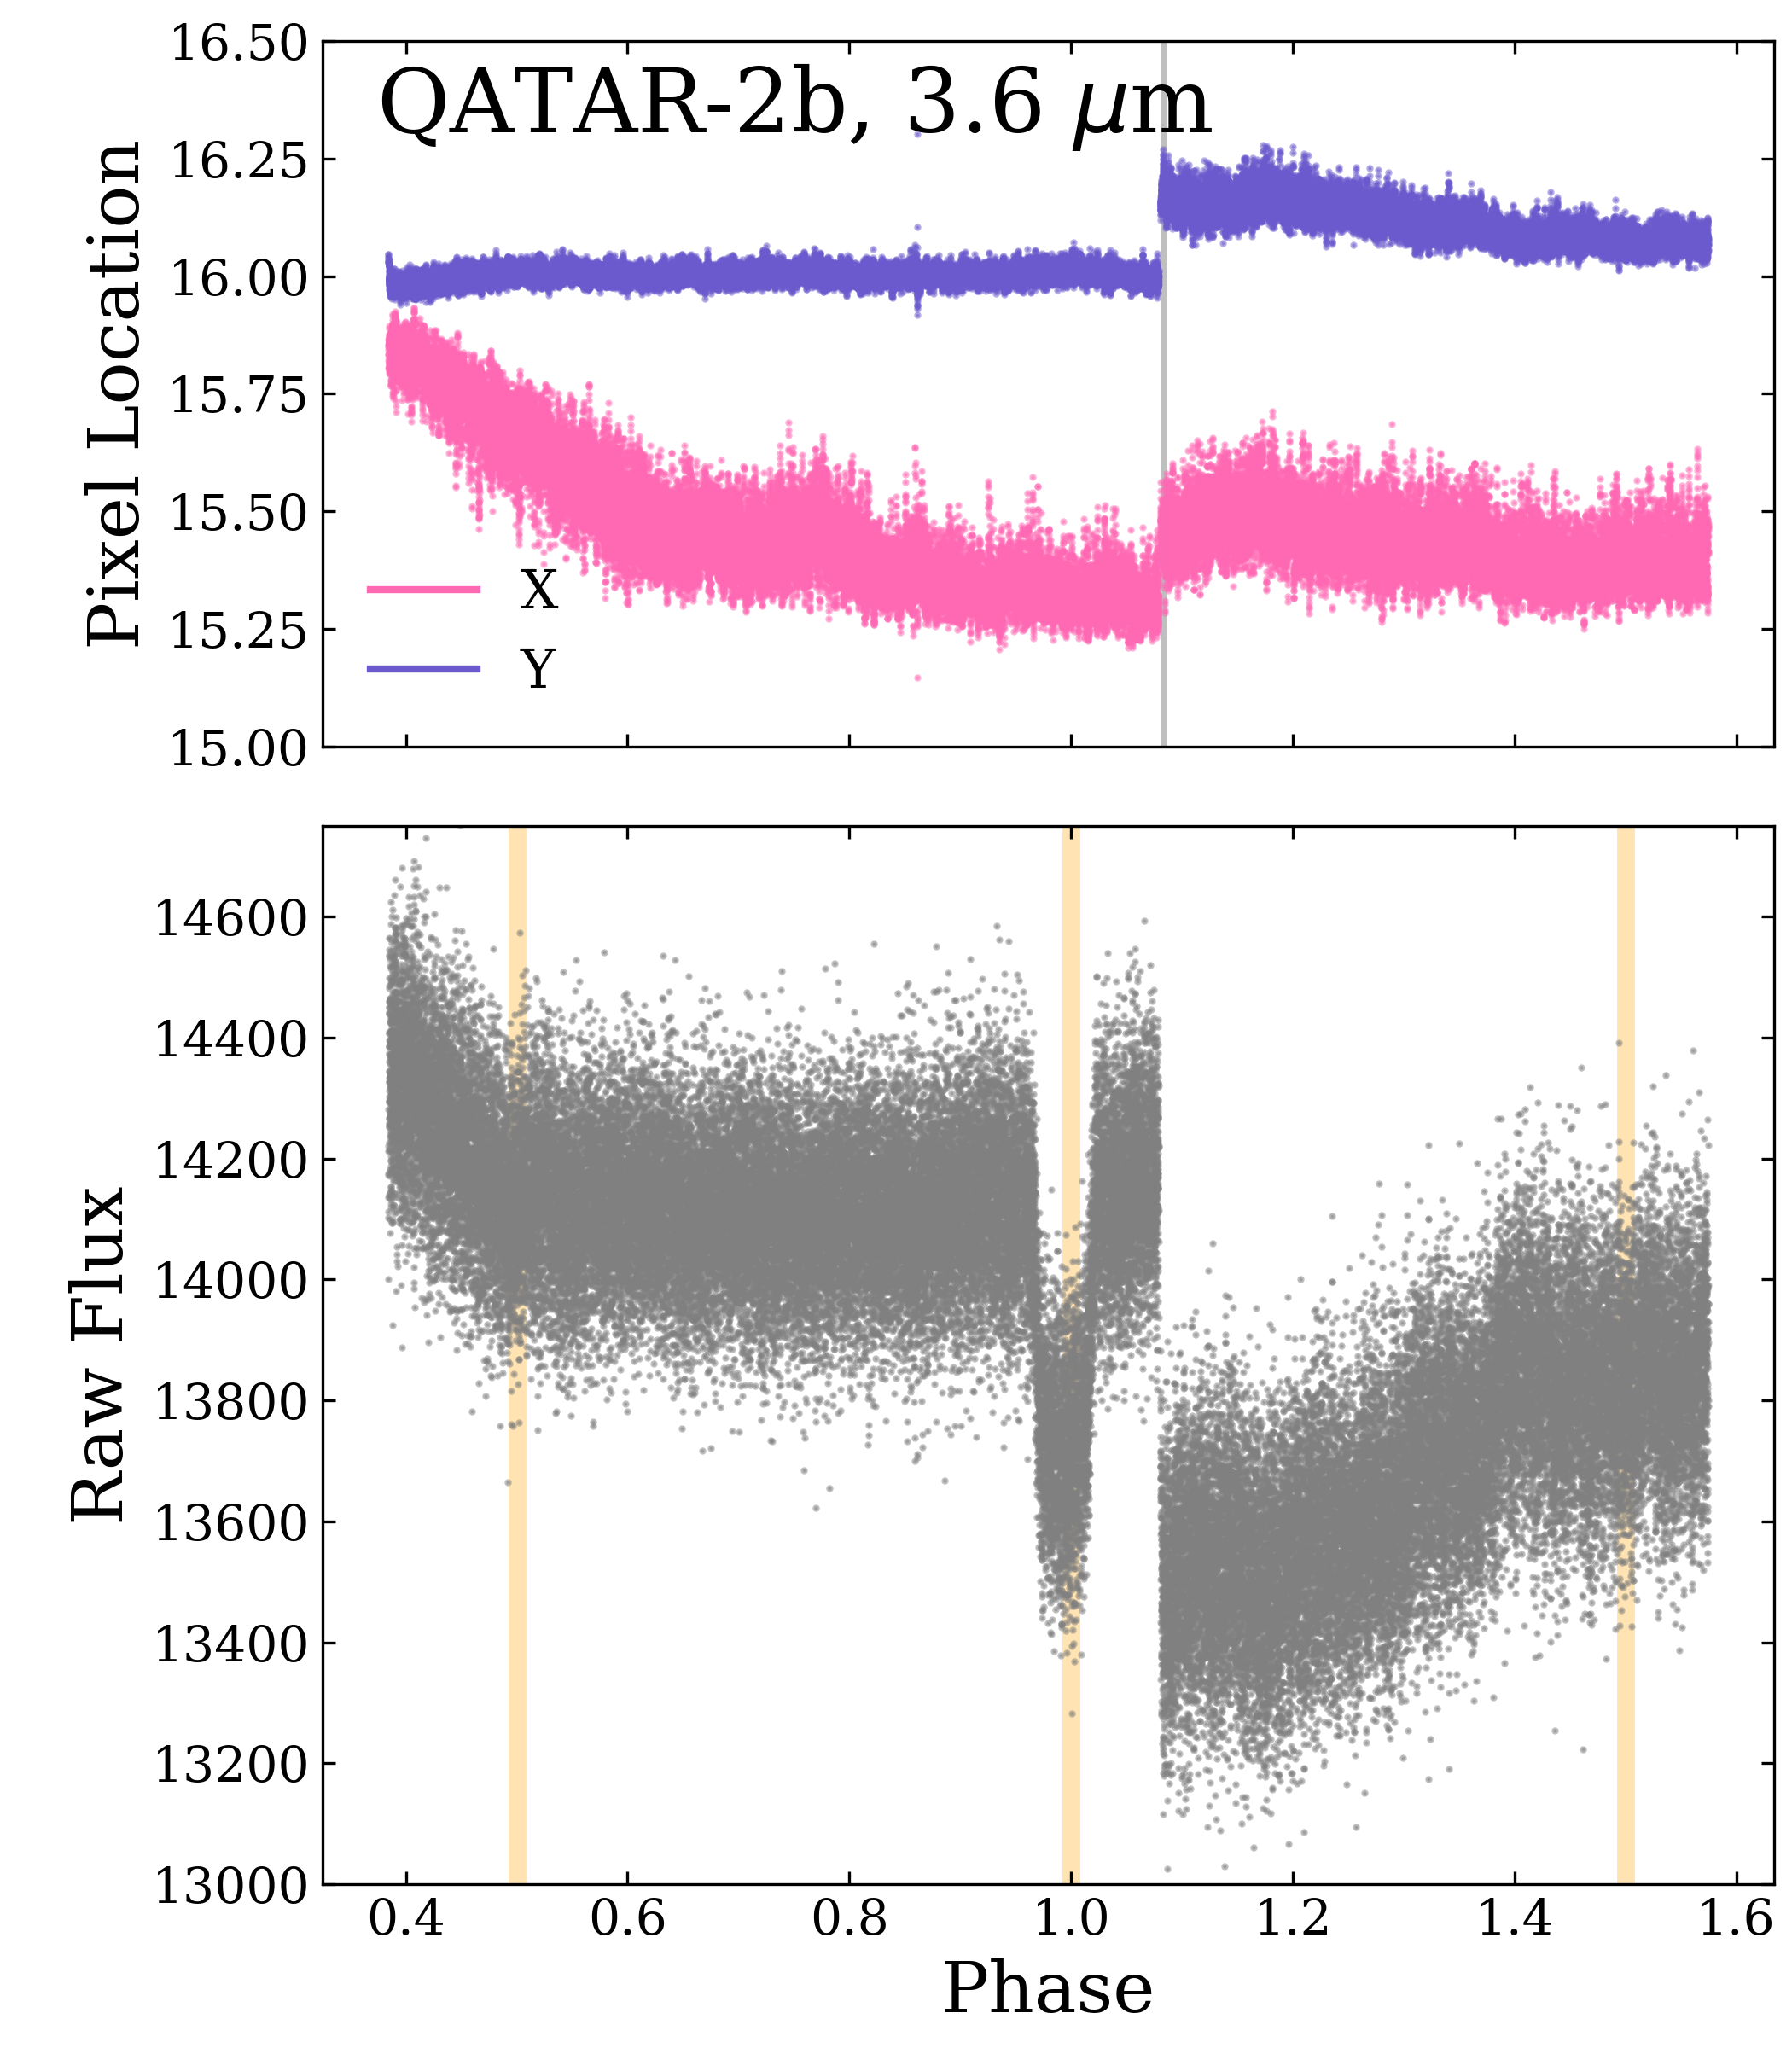 QATAR-2b, 3.6 μm
Pixel Location
16.50
16.25
16.00
15.75
15.50
15.25
15.00
X
Y
Raw Flux
14600
14400
14200
14000
13800
13600
13400
13200
13000
0.4 0.6 0.8 1.0 1.2 1.4 1.6
Phase